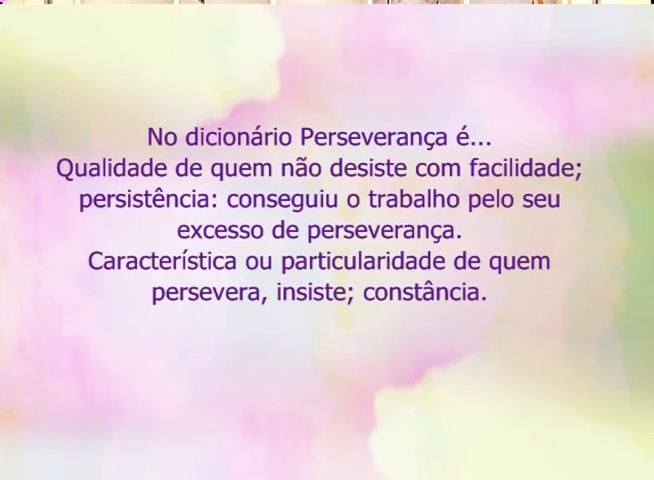 No dicionário Perseverança é...
Qualidade de quem não desiste com facilidade;
persistência: conseguiu o trabalho pelo seu
excesso de perseverança.
Característica ou particularidade de quem
persevera, insiste; constância.